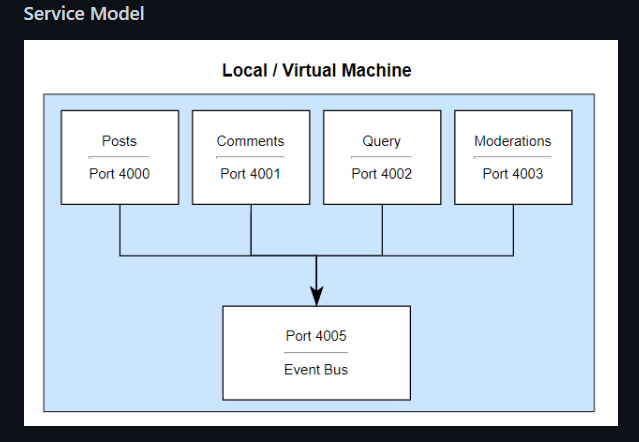 Service Model
Local / Virtual Machine
Posts
Port 4000
Comments
Port 4001
Query
Port 4002
Moderations
Port 4003
Port 4005
Event Bus